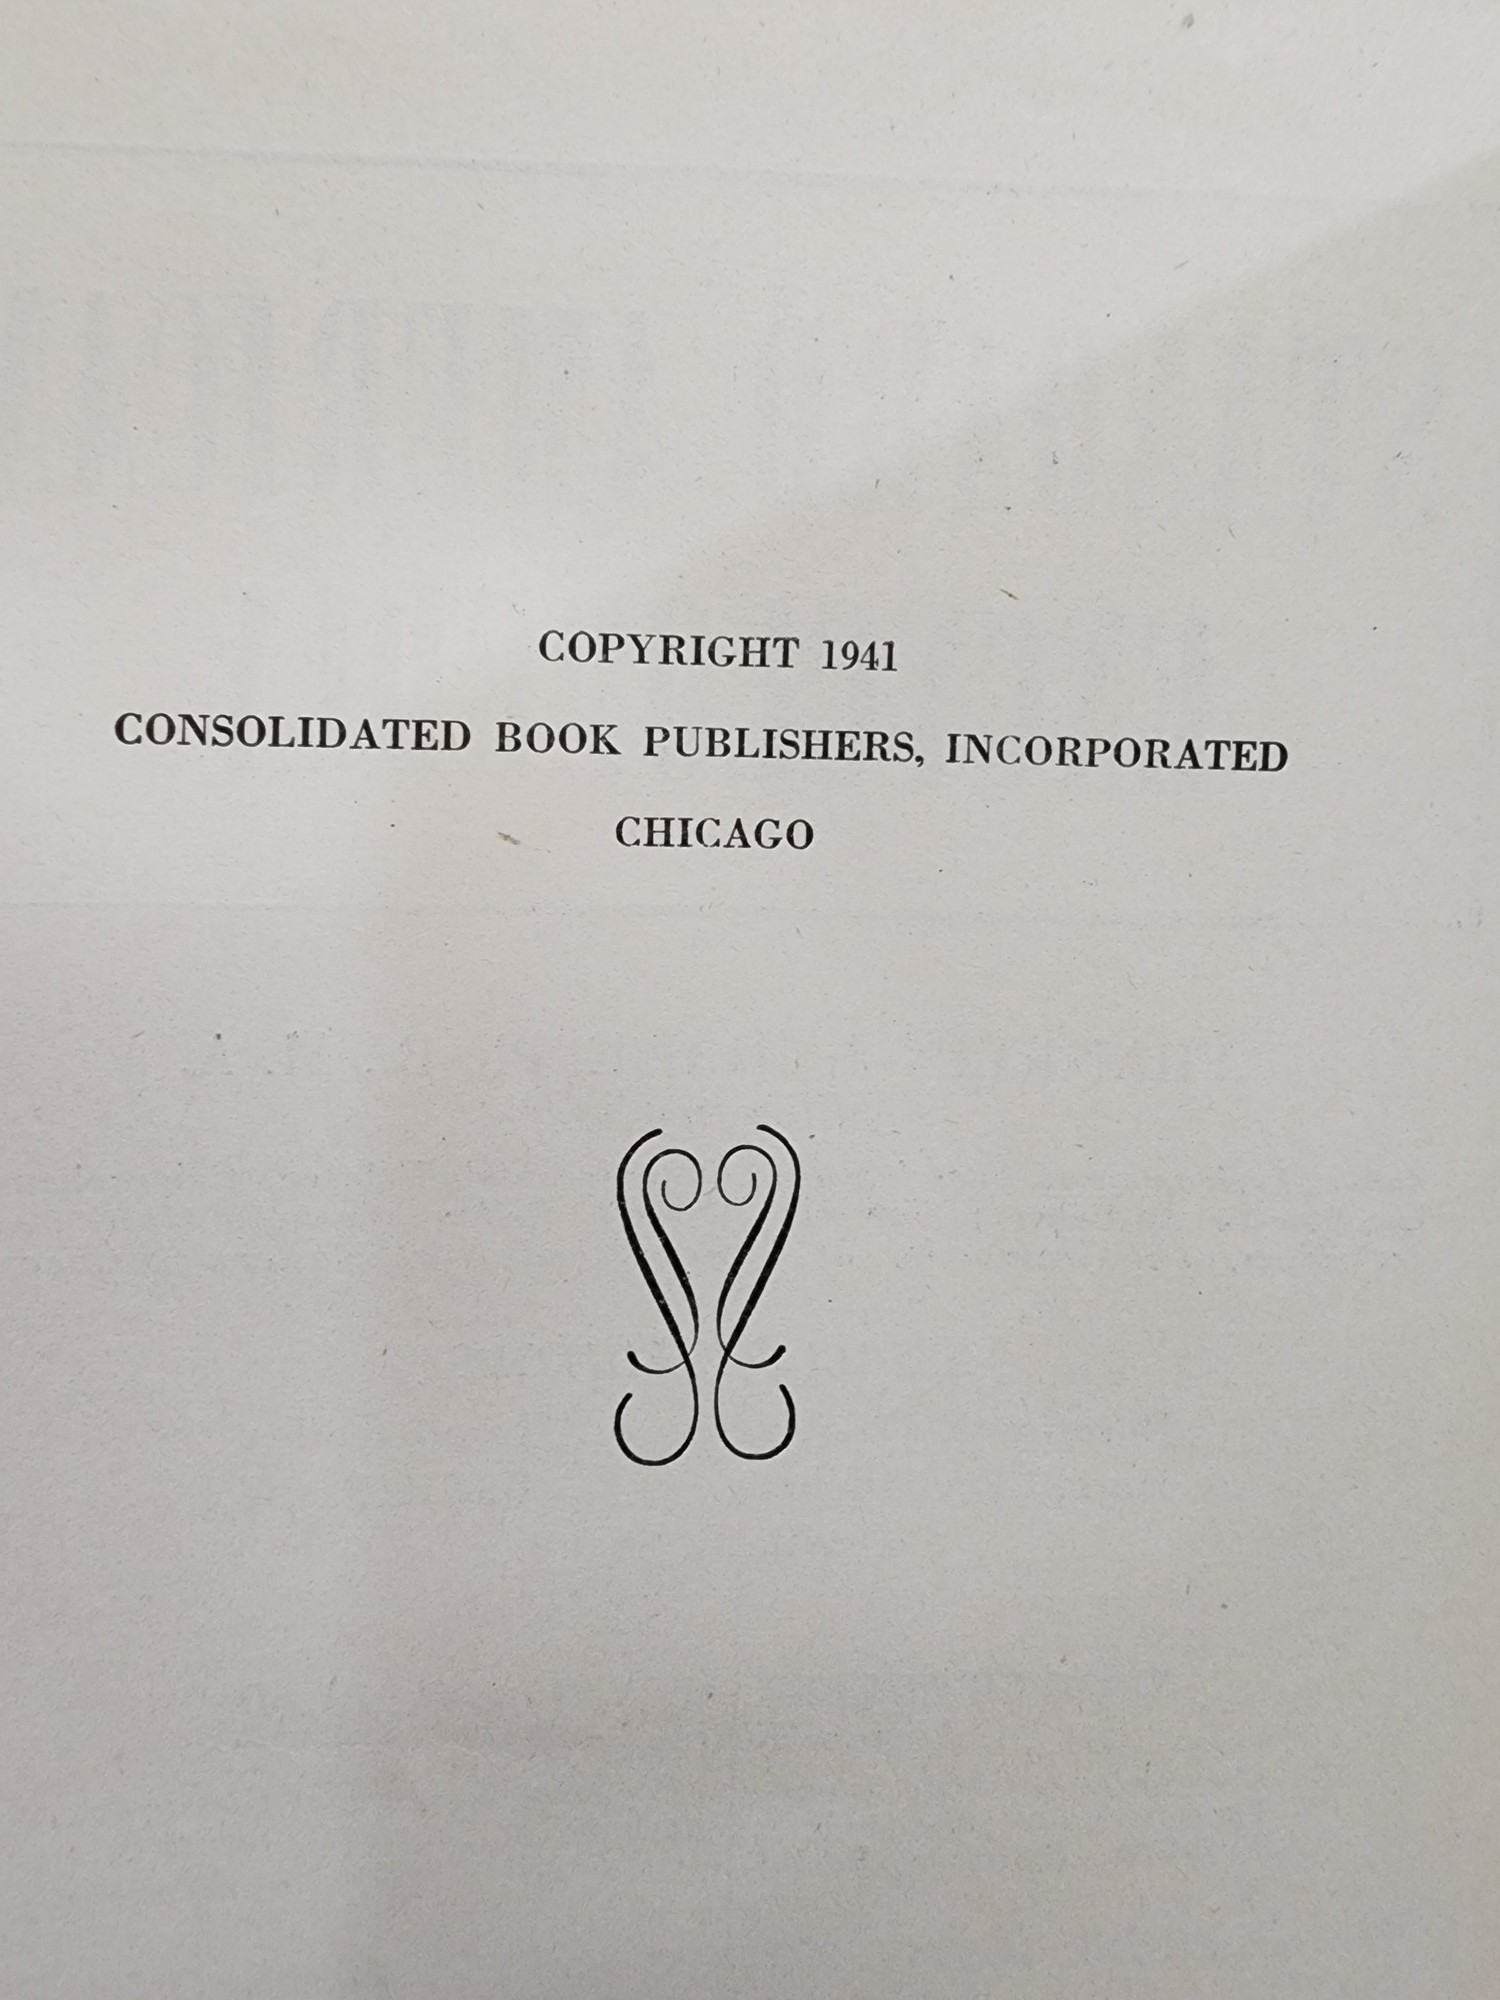 COPYRIGHT 1941
CONSOLIDATED BOOK PUBLISHERS, INCORPORATED
CHICAGO